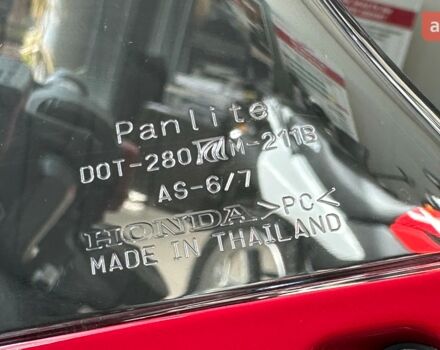 Panlite
DOT-280 M-211B
AS-6/7
HONDA >PC<
MADE IN THAILAND